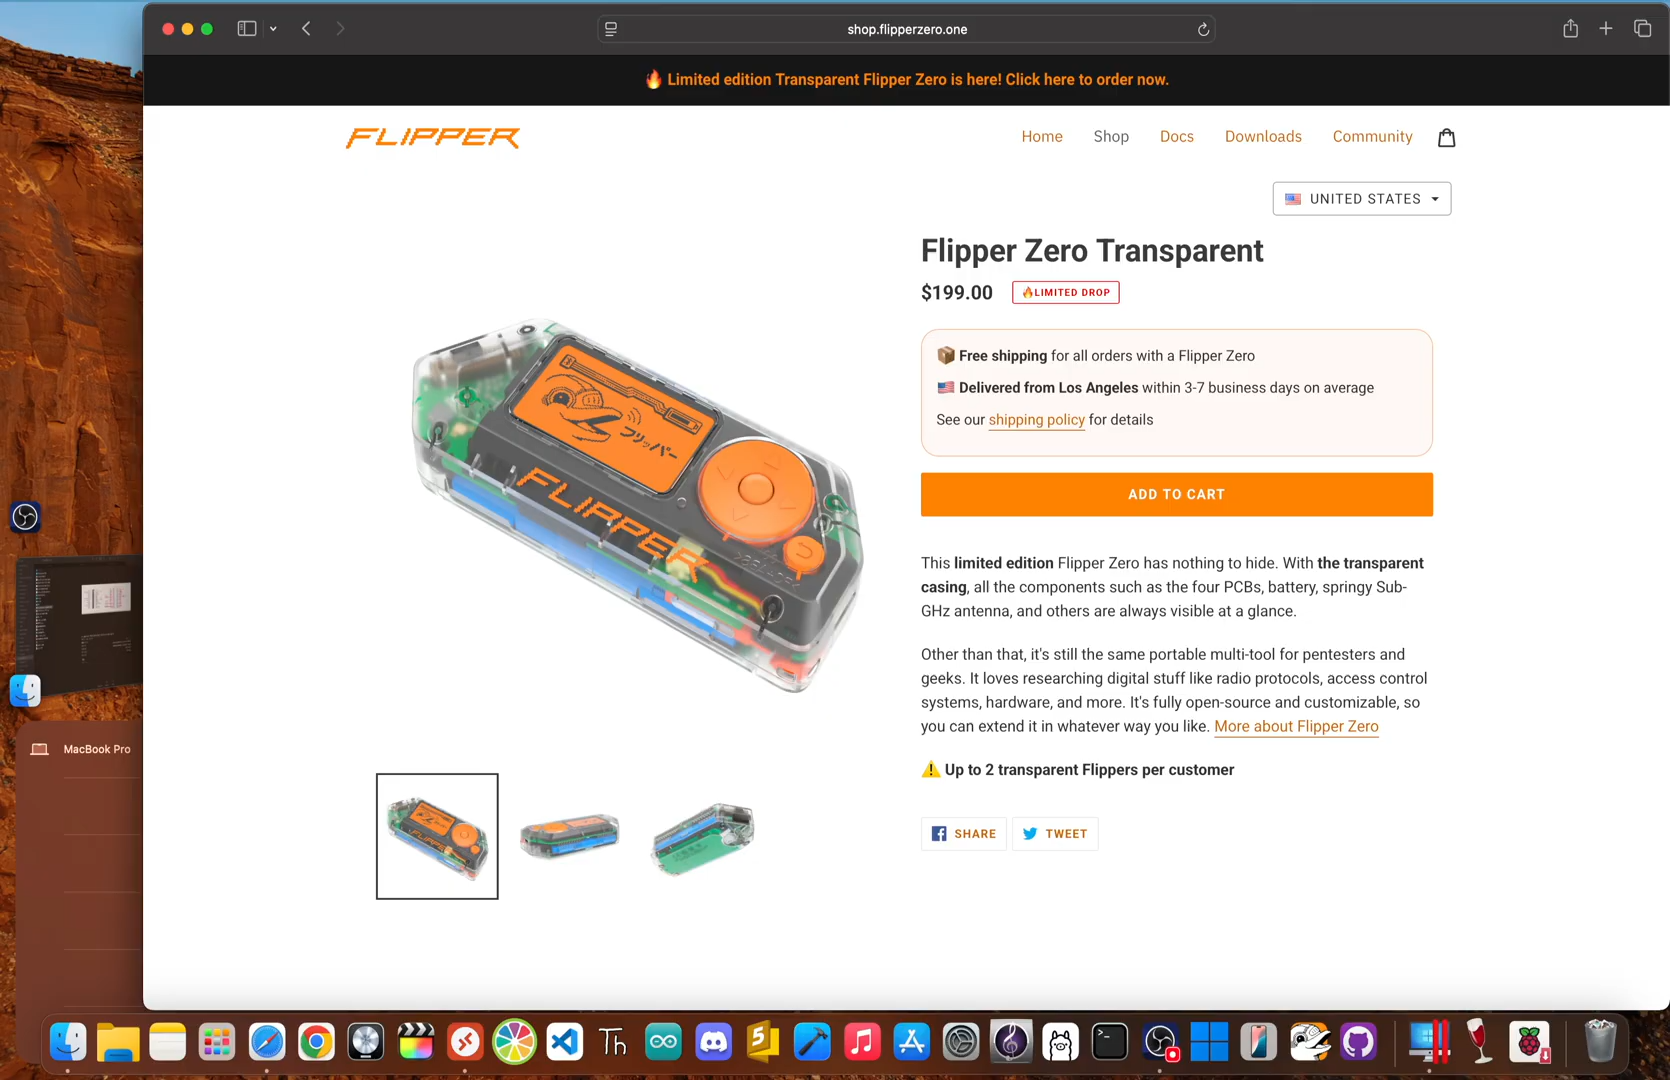 shop.flipperzero.one
🔥 Limited edition Transparent Flipper Zero is here! Click here to order now.
FLIPPER
Home Shop Docs Downloads Community
UNITED STATES
Flipper Zero Transparent
$199.00 🔥LIMITED DROP
📦 Free shipping for all orders with a Flipper Zero
🇺🇸 Delivered from Los Angeles within 3-7 business days on average
See our shipping policy for details
ADD TO CART
フリッパー
FLIPPER
This limited edition Flipper Zero has nothing to hide. With the transparent
casing, all the components such as the four PCBs, battery, springy Sub-
GHz antenna, and others are always visible at a glance.
Other than that, it's still the same portable multi-tool for pentesters and
geeks. It loves researching digital stuff like radio protocols, access control
systems, hardware, and more. It's fully open-source and customizable, so
you can extend it in whatever way you like. More about Flipper Zero
⚠️ Up to 2 transparent Flippers per customer
SHARE TWEET
MacBook Pro
Th
5